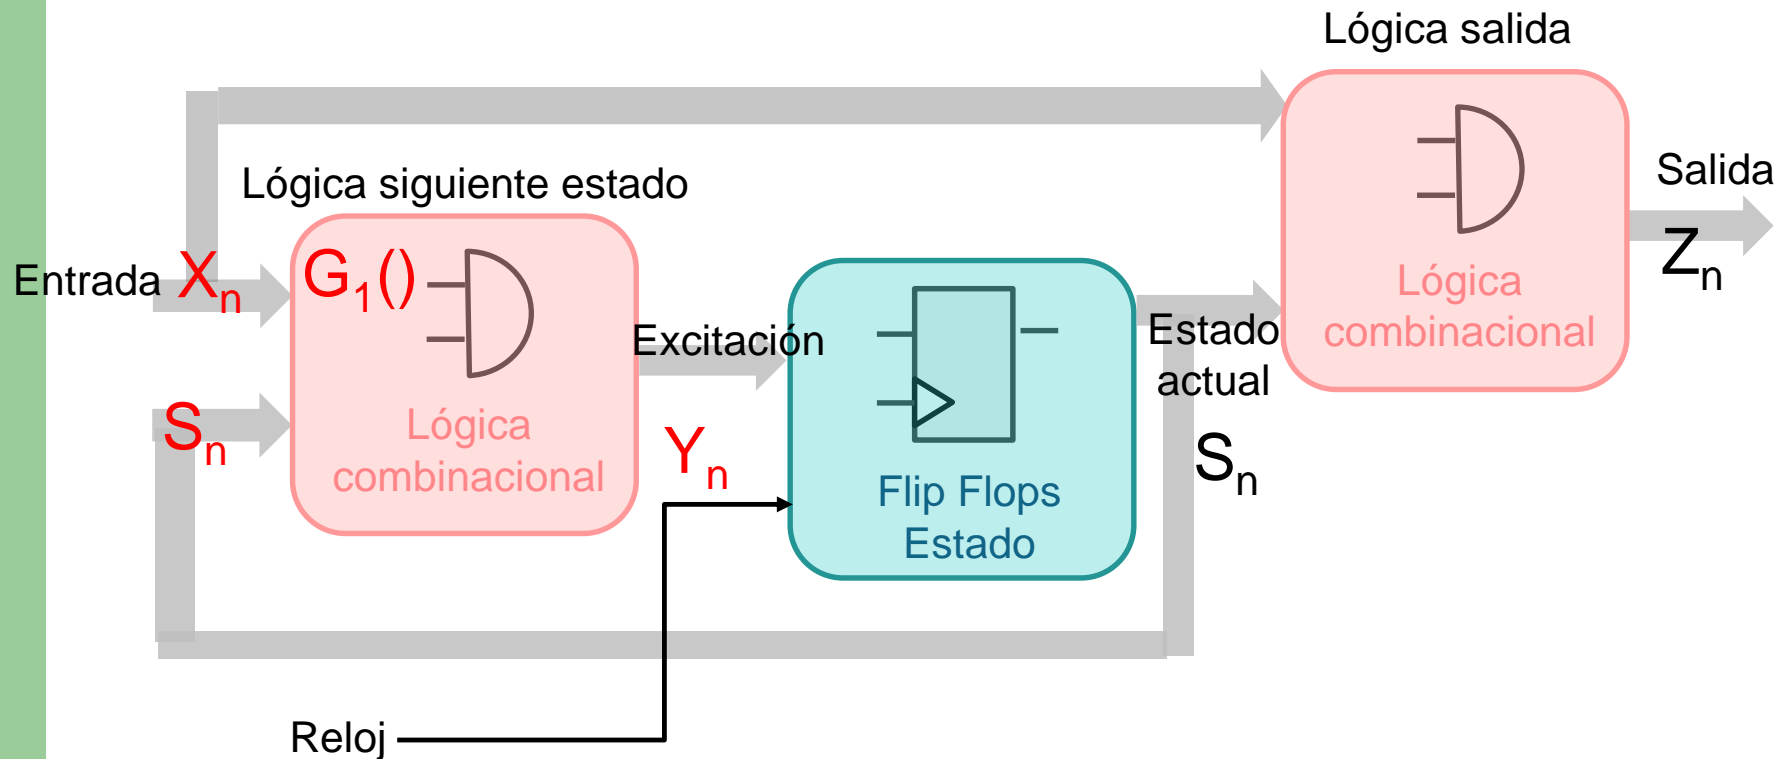 Lógica salida
Lógica siguiente estado
Salida
Entrada Xn
G1()
Zn
Lógica
combinacional
Excitación
Estado
actual
Sn
Lógica
combinacional
Yn
Sn
Flip Flops
Estado
Reloj